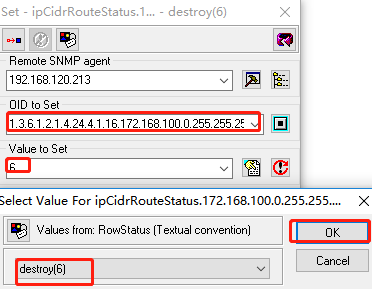 Set - ipCidrRouteStatus.1... - destroy(6)
Remote SNMP agent
192.168.120.213
OID to Set
1.3.6.1.2.1.4.24.4.1.16.172.168.100.0.255.255.25
Value to Set
6
Select Value For ipCidrRouteStatus.172.168.100.0.255.255....
Values from: RowStatus (Textual convention)
OK
destroy(6)
Cancel